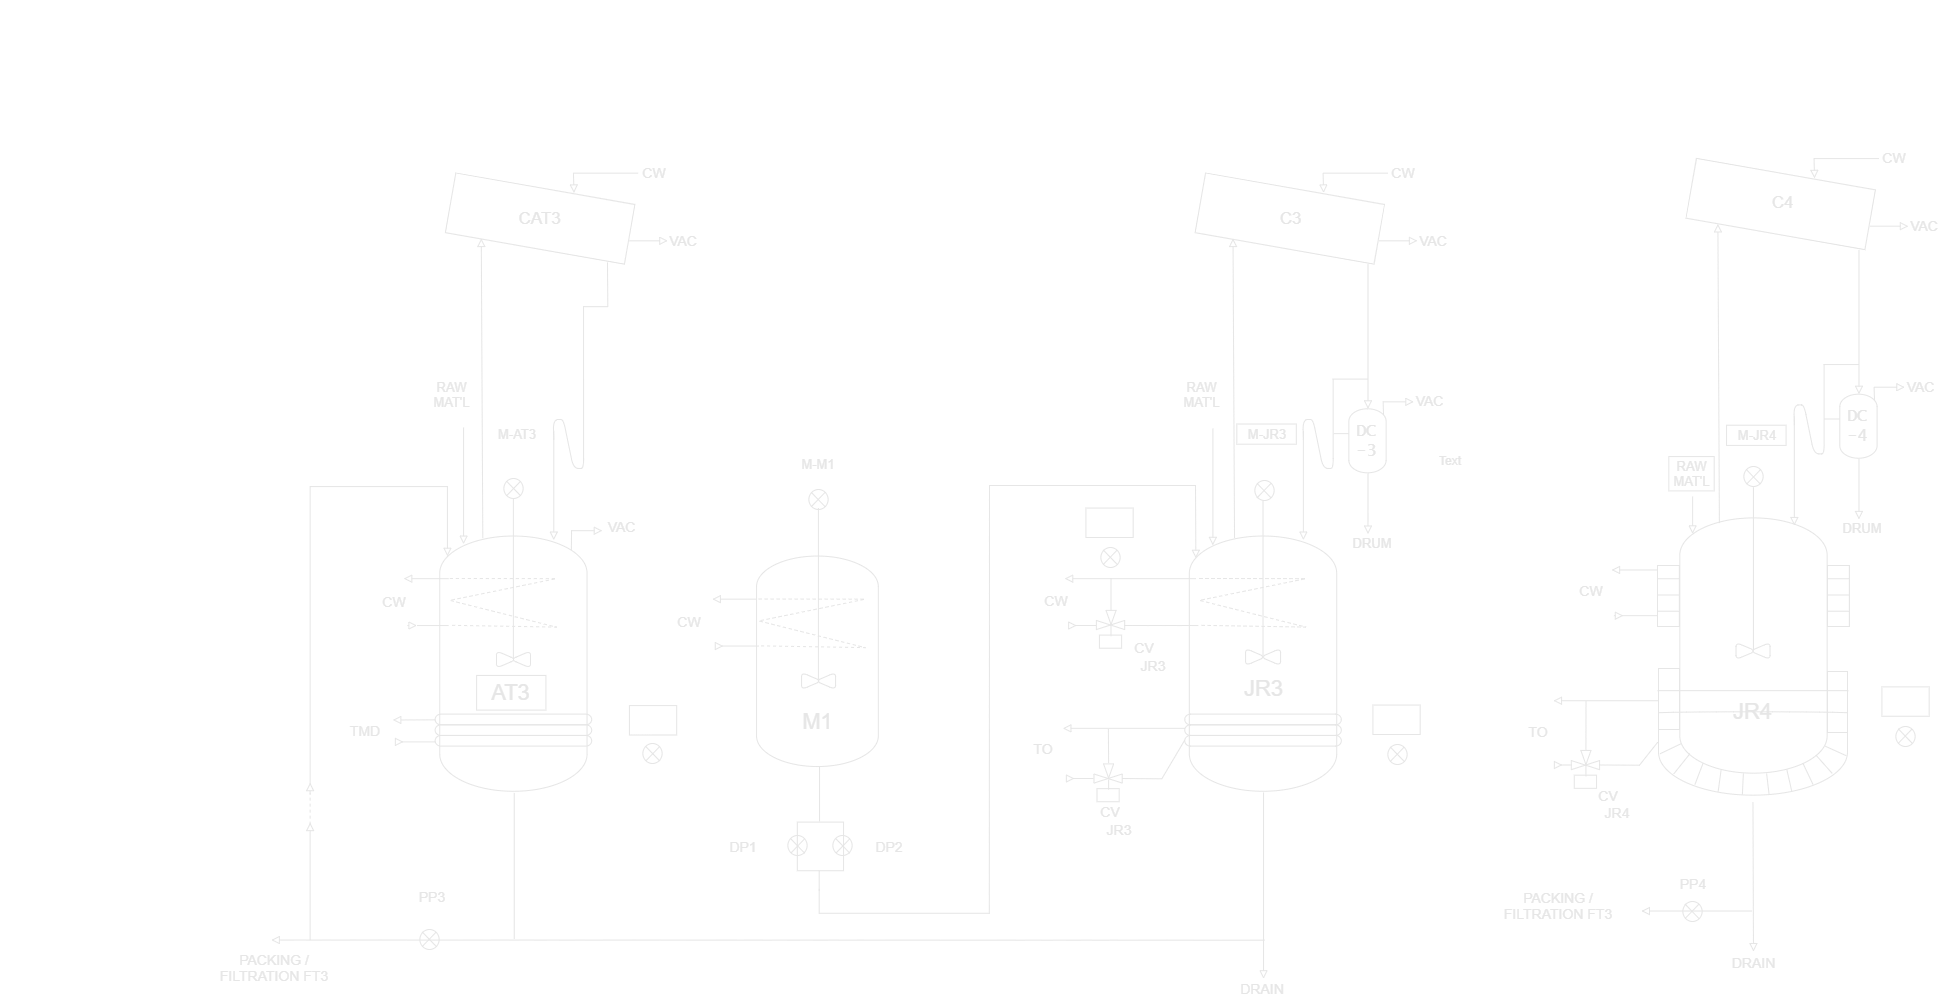 CW
CW
CW
CAT3
C3
C4
VAC
VAC
VAC
RAW
MAT'L
M-AT3
M-M1
RAW
MAT'L
M-JR3
DC
-3
VAC
Text
DRUM
RAW
MAT'L
M-JR4
DC
-4
VAC
DRUM
VAC
CW
CW
CW
CW
CV
JR3
AT3
M1
JR3
JR4
TMD
TO
TO
CV
JR3
CV
JR4
DP1
DP2
PP3
PP4
PACKING /
FILTRATION FT3
PACKING /
FILTRATION FT3
DRAIN
DRAIN